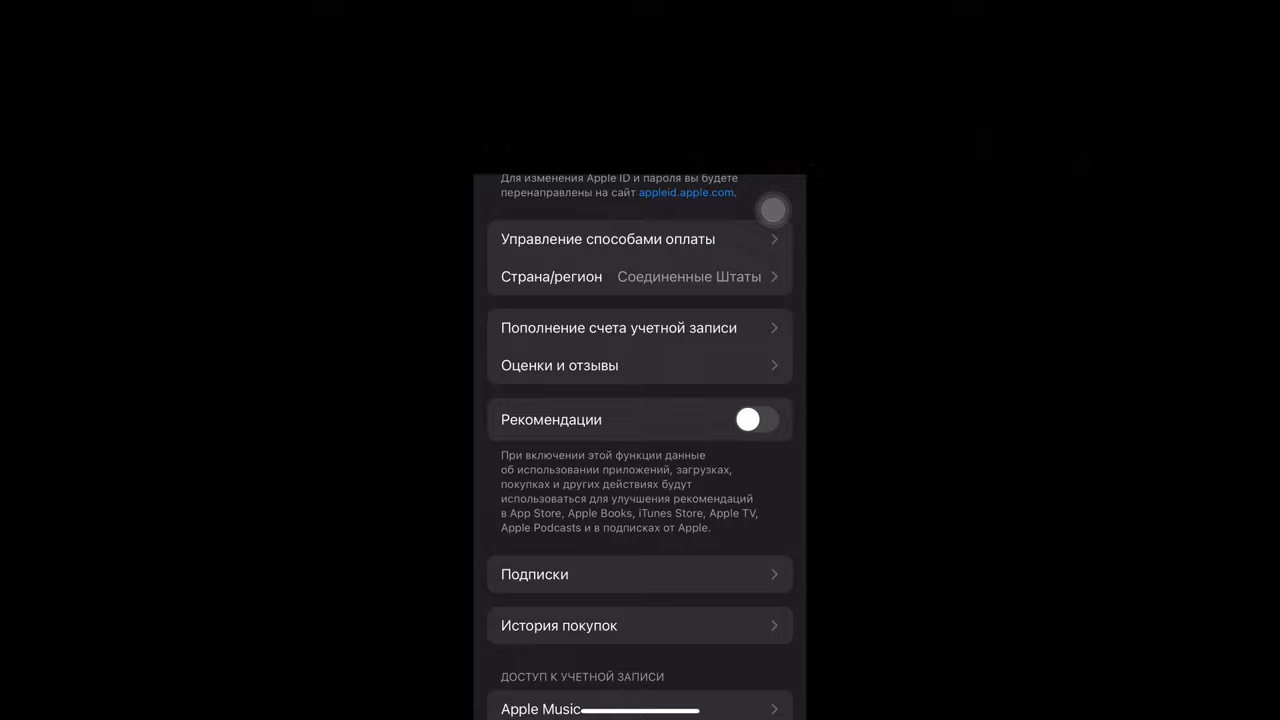 Для изменения Apple ID и пароля вы будете
перенаправлены на сайт appleid.apple.com.
Управление способами оплаты
Страна/регион Соединенные Штаты
Пополнение счета учетной записи
Оценки и отзывы
Рекомендации
При включении этой функции данные
об использовании приложений, загрузках,
покупках и других действиях будут
использоваться для улучшения рекомендаций
в App Store, Apple Books, iTunes Store, Apple TV,
Apple Podcasts и в подписках от Apple.
Подписки
История покупок
ДОСТУП К УЧЕТНОЙ ЗАПИСИ
Apple Music